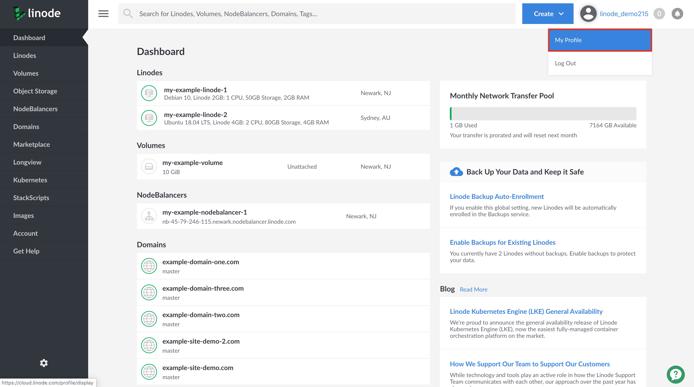 linode
Search for Linodes, Volumes, NodeBalancers, Domains, Tags...
Create
linode_demo215
0
My Profile
Log Out
Dashboard
Linodes
Volumes
Object Storage
NodeBalancers
Domains
Marketplace
Longview
Kubernetes
StackScripts
Images
Account
Get Help
https://cloud.linode.com/profile/display
Dashboard
Linodes
my-example-linode-1
Debian 10, Linode 2GB: 1 CPU, 50GB Storage, 2GB RAM
Newark, NJ
my-example-linode-2
Ubuntu 18.04 LTS, Linode 4GB: 2 CPU, 80GB Storage, 4GB RAM
Sydney, AU
Volumes
my-example-volume
10 GiB
Unattached
Newark, NJ
NodeBalancers
my-example-nodebalancer-1
nb-45-79-246-115.newark.nodebalancer.linode.com
Newark, NJ
Domains
example-domain-one.com
master
example-domain-three.com
master
example-domain-two.com
master
example-site-demo-2.com
master
example-site-demo.com
master
Monthly Network Transfer Pool
1 GB Used
7164 GB Available
Your transfer is prorated and will reset next month
Back Up Your Data and Keep it Safe
Linode Backup Auto-Enrollment
If you enable this global setting, new Linodes will be automatically
enrolled in the Backups service.
Enable Backups for Existing Linodes
You currently have 2 Linodes without backups. Enable backups to protect
your data.
Blog Read More
Linode Kubernetes Engine (LKE) General Availability
We're proud to announce the general availability release of Linode
Kubernetes Engine (LKE), now the easiest fully-managed container
orchestration platform on the market.
How We Support Our Team to Support Our Customers
While technology and tools play an active role in how the Linode Support
Team communicates with each other, our approach over the past year has